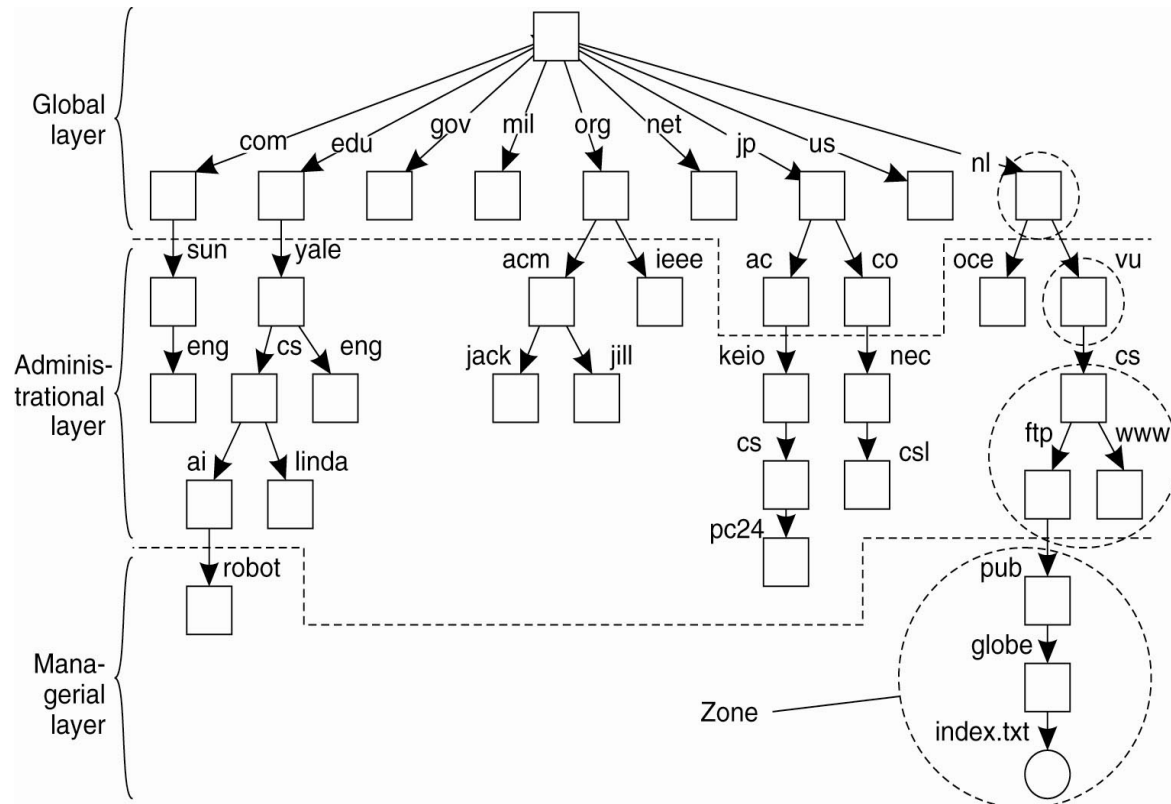 Global
layer
com
edu
gov
mil
org
net
jp
us
nl
sun
yale
acm
ieee
ac
co
oce
vu
Adminis-
trational
layer
eng
cs
eng
jack
jill
keio
nec
cs
ai
linda
cs
csl
ftp
www
pc24
robot
pub
Mana-
gerial
layer
globe
Zone
index.txt